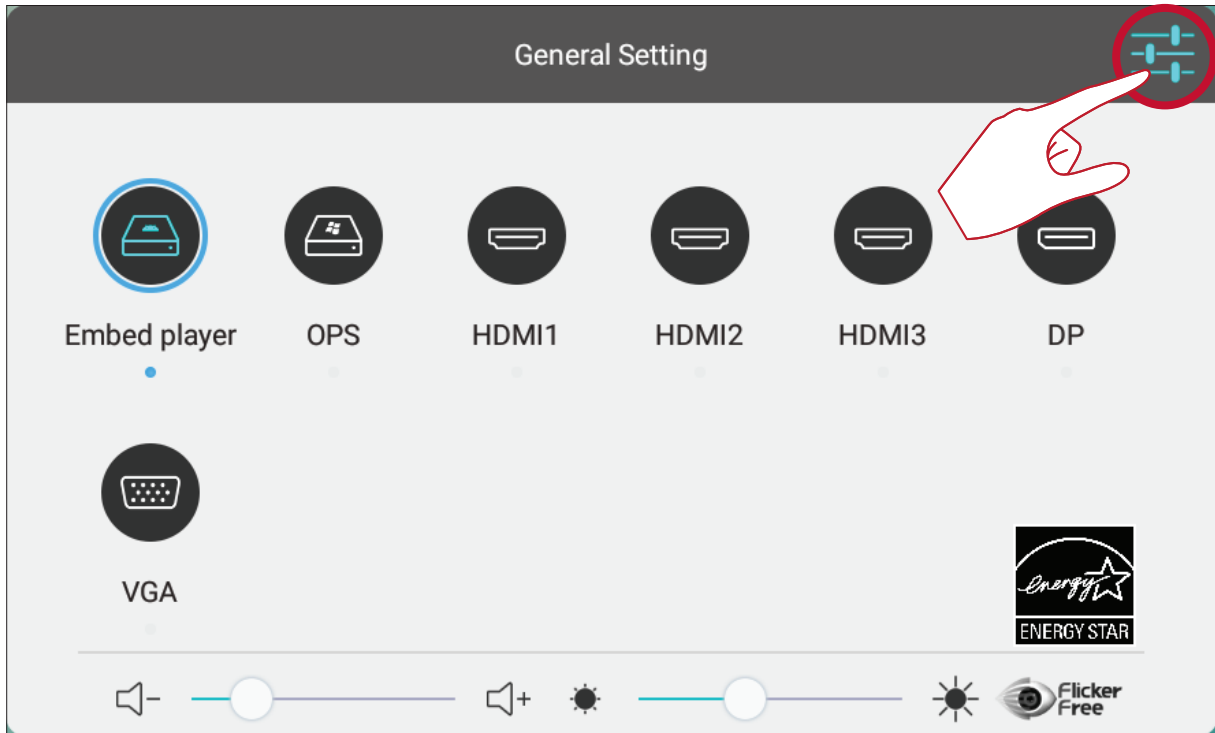 General Setting
Embed player
OPS
HDMI1
HDMI2
HDMI3
DP
VGA
energy
ENERGY STAR
Flicker
Free